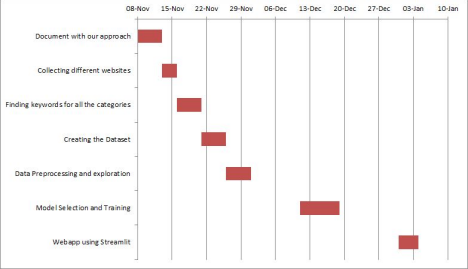 08-Nov 15-Nov 22-Nov 29-Nov 06-Dec 13-Dec 20-Dec 27-Dec 03-Jan 10-Jan
Document with our approach
Collecting different websites
Finding keywords for all the categories
Creating the Dataset
Data Preprocessing and exploration
Model Selection and Training
Webapp using Streamlit